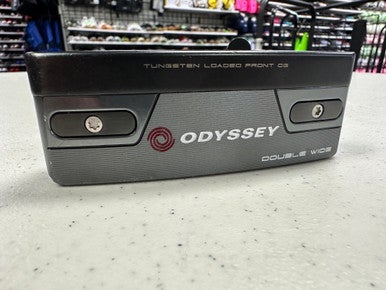 TUNGSTEN LOADED FRONT CG
ODYSSEY
DOUBLE WIDE